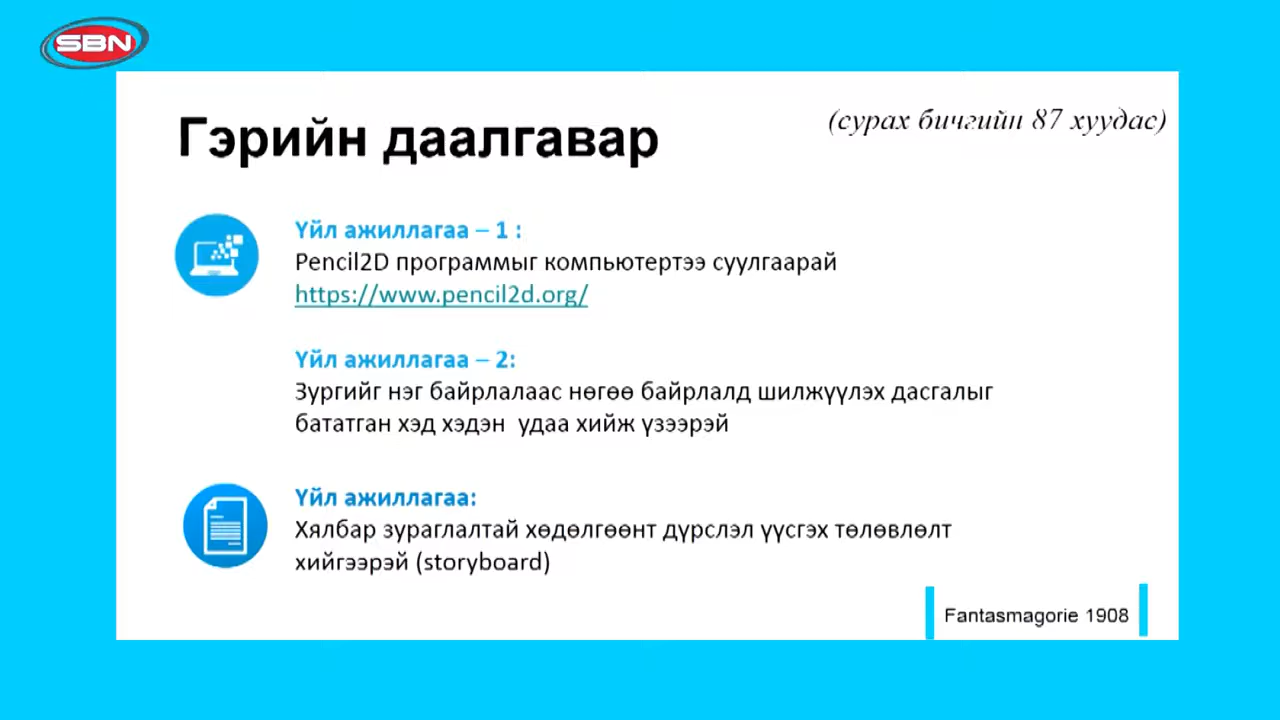 SBN
Гэрийн даалгавар
(сурах бичгийн 87 хуудас)
Үйл ажиллагаа – 1 :
Pencil2D программыг компьютертээ суулгаарай
https://www.pencil2d.org/
Үйл ажиллагаа – 2:
Зургийг нэг байрлалаас нөгөө байрлалд шилжүүлэх дасгалыг
бататган хэд хэдэн удаа хийж үзээрэй
Үйл ажиллагаа:
Хялбар зураглалтай хөдөлгөөнт дүрслэл үүсгэх төлөвлөлт
хийгээрэй (storyboard)
Fantasmagorie 1908